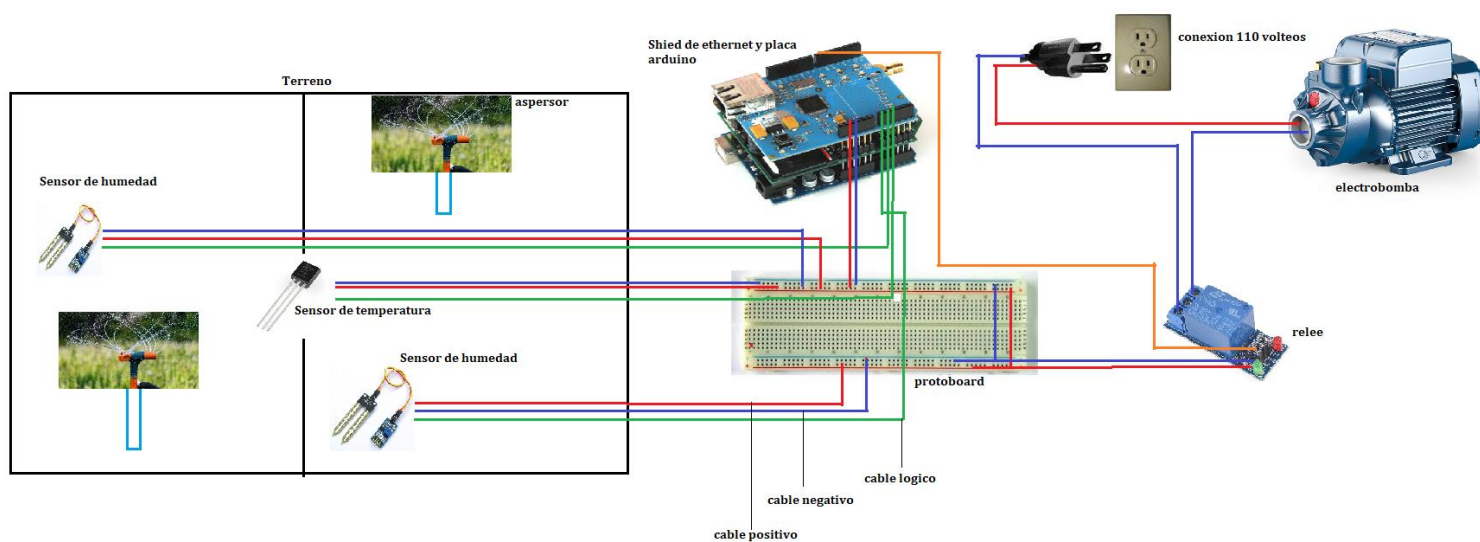 Shied de ethernet y placa
arduino
conexion 110 volteos
Terreno
aspersor
Sensor de humedad
electrobomba
Sensor de temperatura
relee
Sensor de humedad
protoboard
cable logico
cable negativo
cable positivo